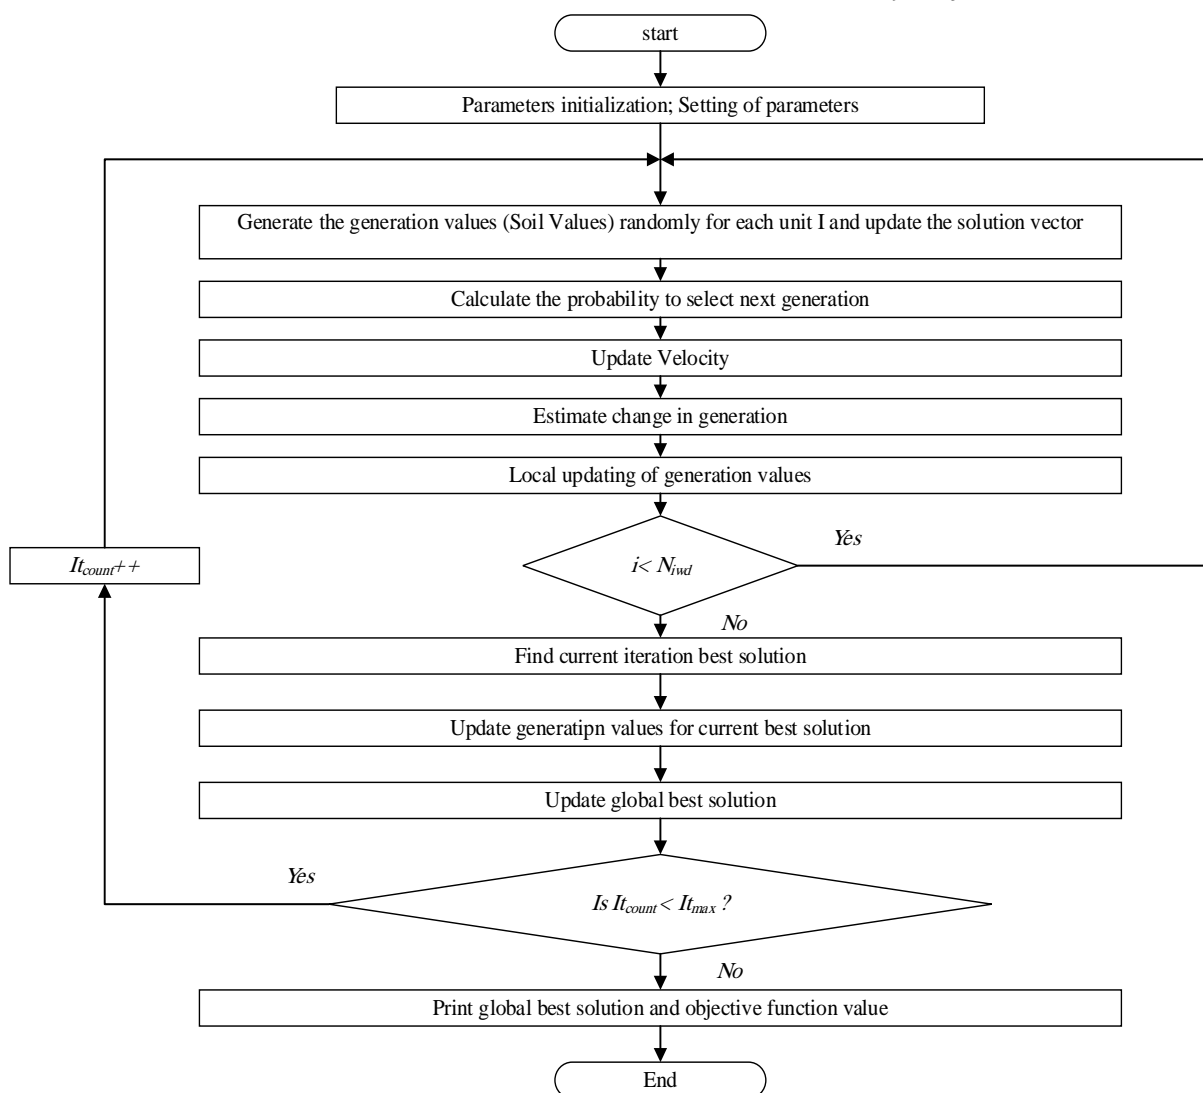 start
Parameters initialization; Setting of parameters
Generate the generation values (Soil Values) randomly for each unit I and update the solution vector
Calculate the probability to select next generation
Update Velocity
Estimate change in generation
Local updating of generation values
Yes
It_count++
i< N_iwd
No
Find current iteration best solution
Update generatipn values for current best solution
Update global best solution
Yes
Is It_count < It_max ?
No
Print global best solution and objective function value
End